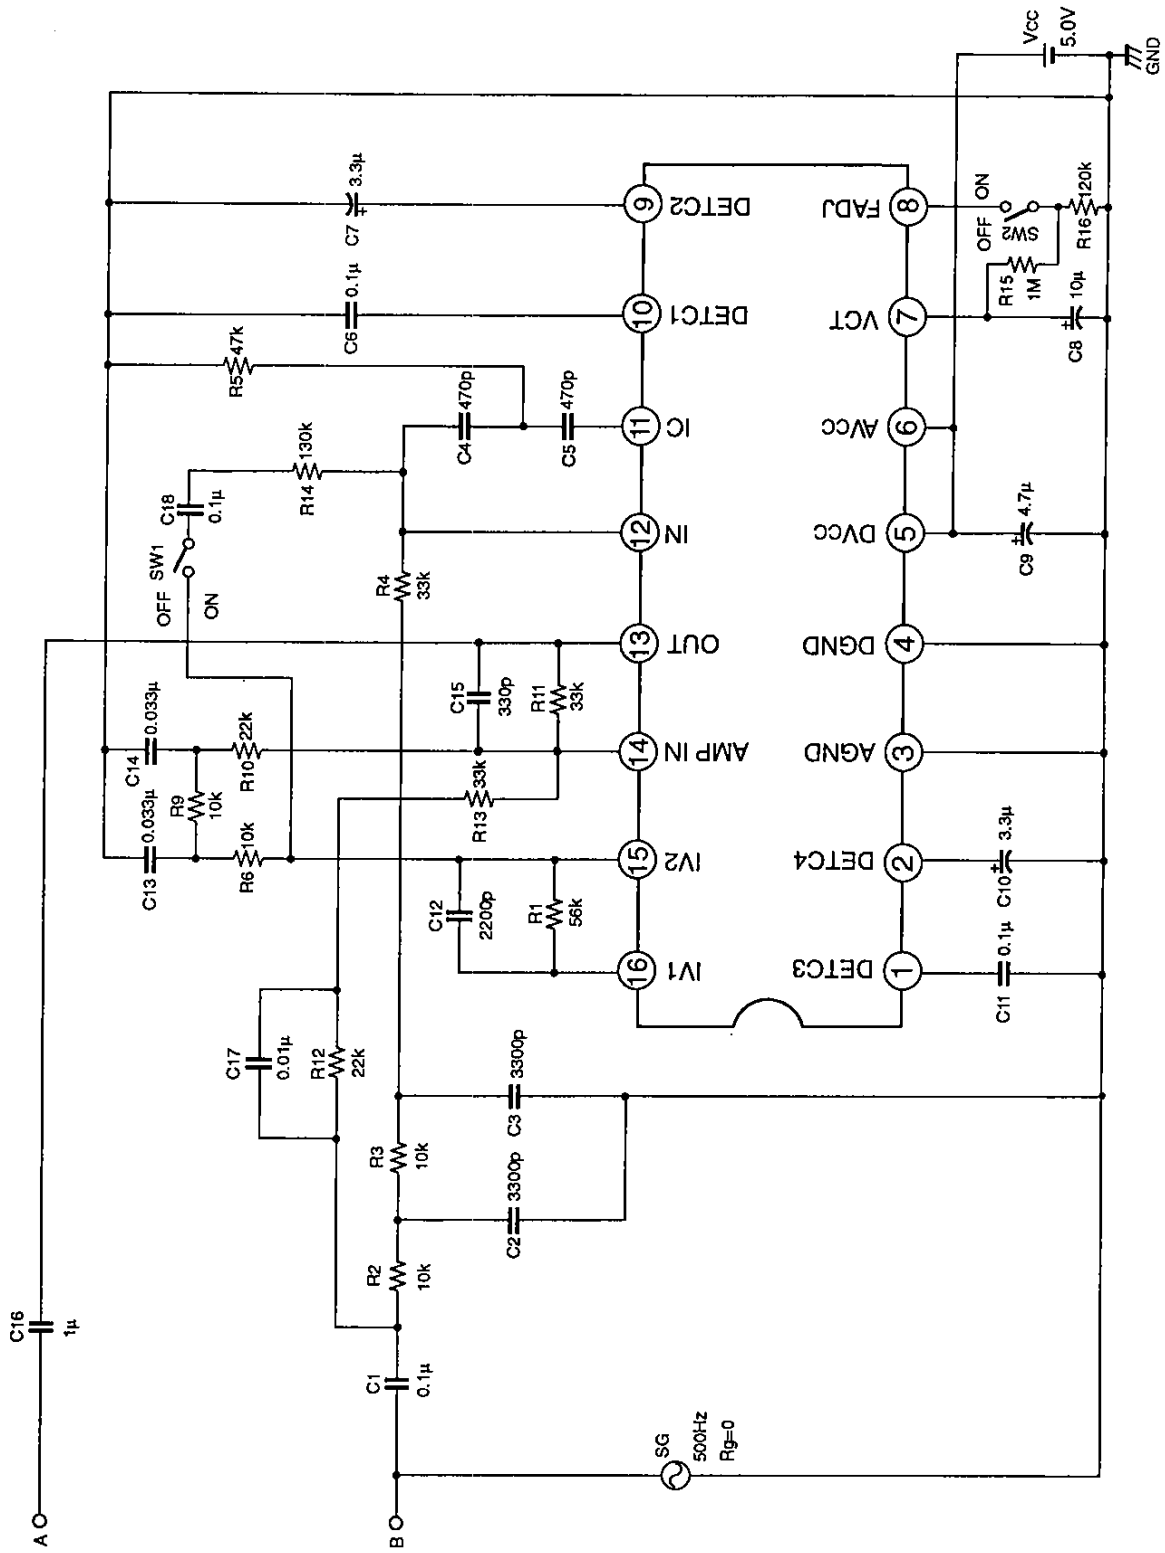 A
C16
1μ
B
C1
0.1μ
SG
500Hz
Rg=0
R2
10k
C2
3300p
R3
10k
C3
3300p
C17
0.01μ
R12
22k
C13
0.033μ
C14
0.033μ
R9
10k
R6
10k
R10
22k
C12
2200p
R1
56k
R13
33k
C15
330p
R11
33k
OFF
SW1
ON
C18
0.1μ
R14
130k
R4
33k
R5
47k
C4
470p
C5
470p
C6
0.1μ
C7
3.3μ
+
16
IV1
15
IV2
14
AMP IN
13
OUT
12
IN
11
IC
10
DETC1
9
DETC2
1
DETC3
2
DETC4
3
AGND
4
DGND
5
DVCC
6
AVCC
7
VCT
8
FADJ
C11
0.1μ
C10
3.3μ
+
C9
4.7μ
+
C8
10μ
+
R15
1M
OFF
SW2
ON
R16
120k
VCC
5.0V
GND